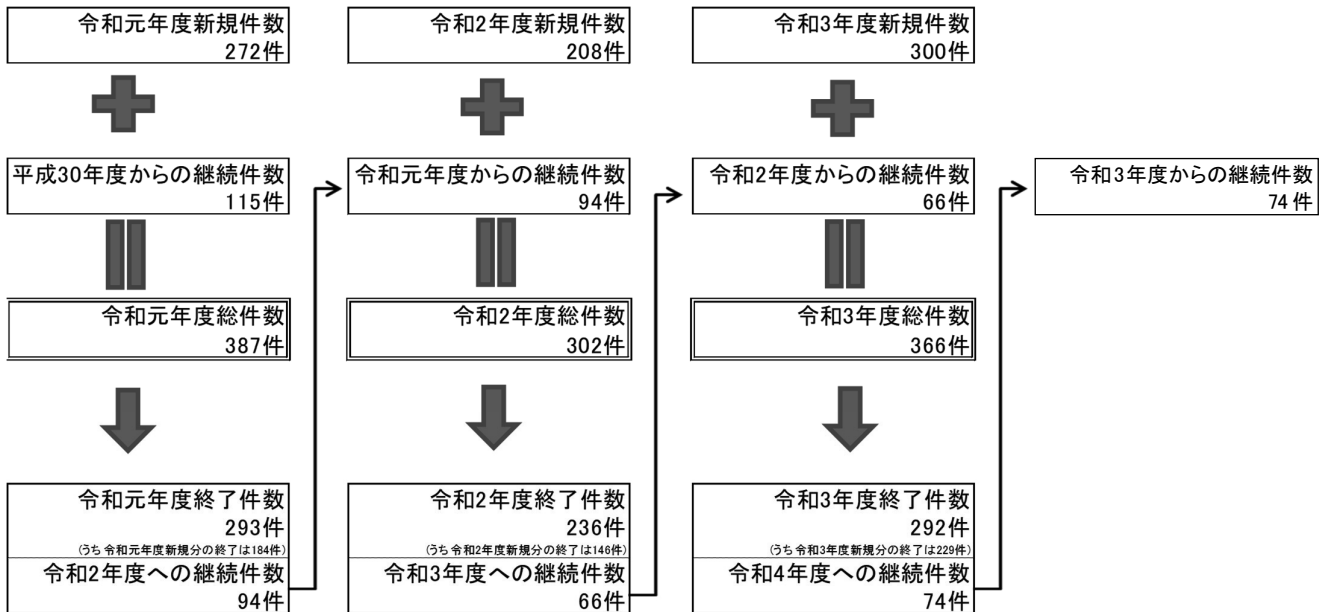 令和元年度新規件数
272件
平成30年度からの継続件数
115件
令和元年度総件数
387件
令和元年度終了件数
293件
(うち令和元年度新規分の終了は184件)
令和2年度への継続件数
94件
令和2年度新規件数
208件
令和元年度からの継続件数
94件
令和2年度総件数
302件
令和2年度終了件数
236件
(うち令和2年度新規分の終了は146件)
令和3年度への継続件数
66件
令和3年度新規件数
300件
令和2年度からの継続件数
66件
令和3年度総件数
366件
令和3年度終了件数
292件
(うち令和3年度新規分の終了は229件)
令和4年度への継続件数
74件
令和3年度からの継続件数
74件